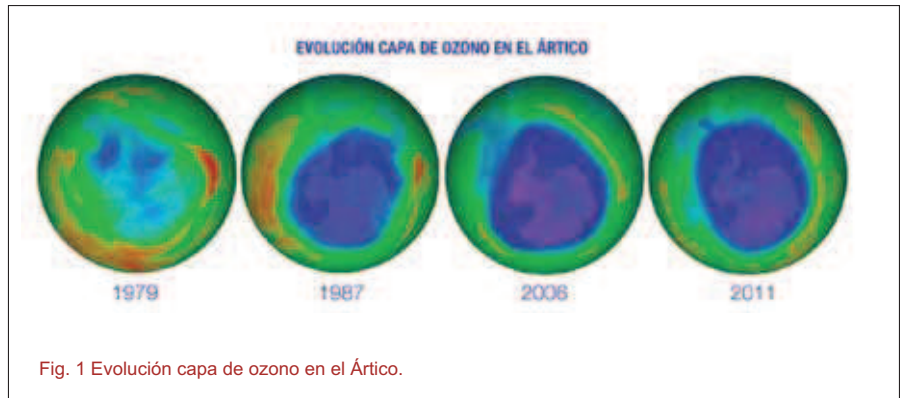 EVOLUCIÓN CAPA DE OZONO EN EL ÁRTICO
1979 1987 2006 2011
Fig. 1 Evolución capa de ozono en el Ártico.